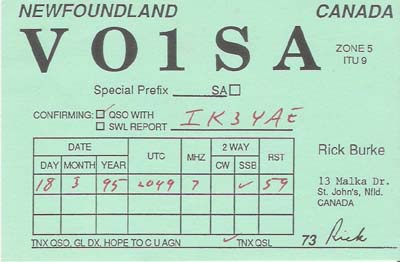 NEWFOUNDLAND CANADA
VO1SA
ZONE 5
ITU 9
Special Prefix SA
CONFIRMING: QSO WITH IK3YAE
SWL REPORT
DATE UTC MHZ 2 WAY RST
DAY MONTH YEAR CW SSB
18 3 95 2049 7 ✓ 59
Rick Burke
13 Malka Dr.
St. John's, Nfld.
CANADA
TNX QSO, GL DX, HOPE TO C U AGN ✓ TNX QSL 73 Rick